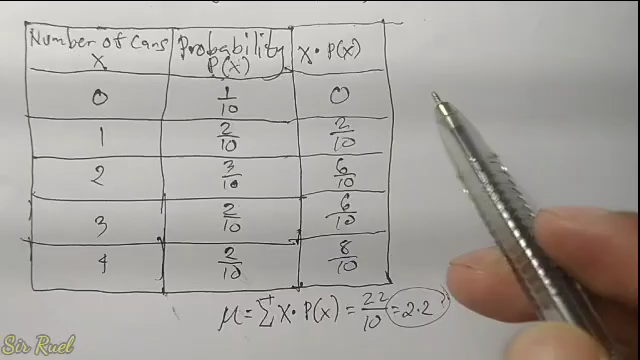 Number of Cans Probability X · P(X)
X P(X)
0 1/10 0
1 2/10 2/10
2 3/10 6/10
3 2/10 6/10
4 2/10 8/10
μ = Σ X · P(X) = 22/10 = 2.2
Sir Ruel